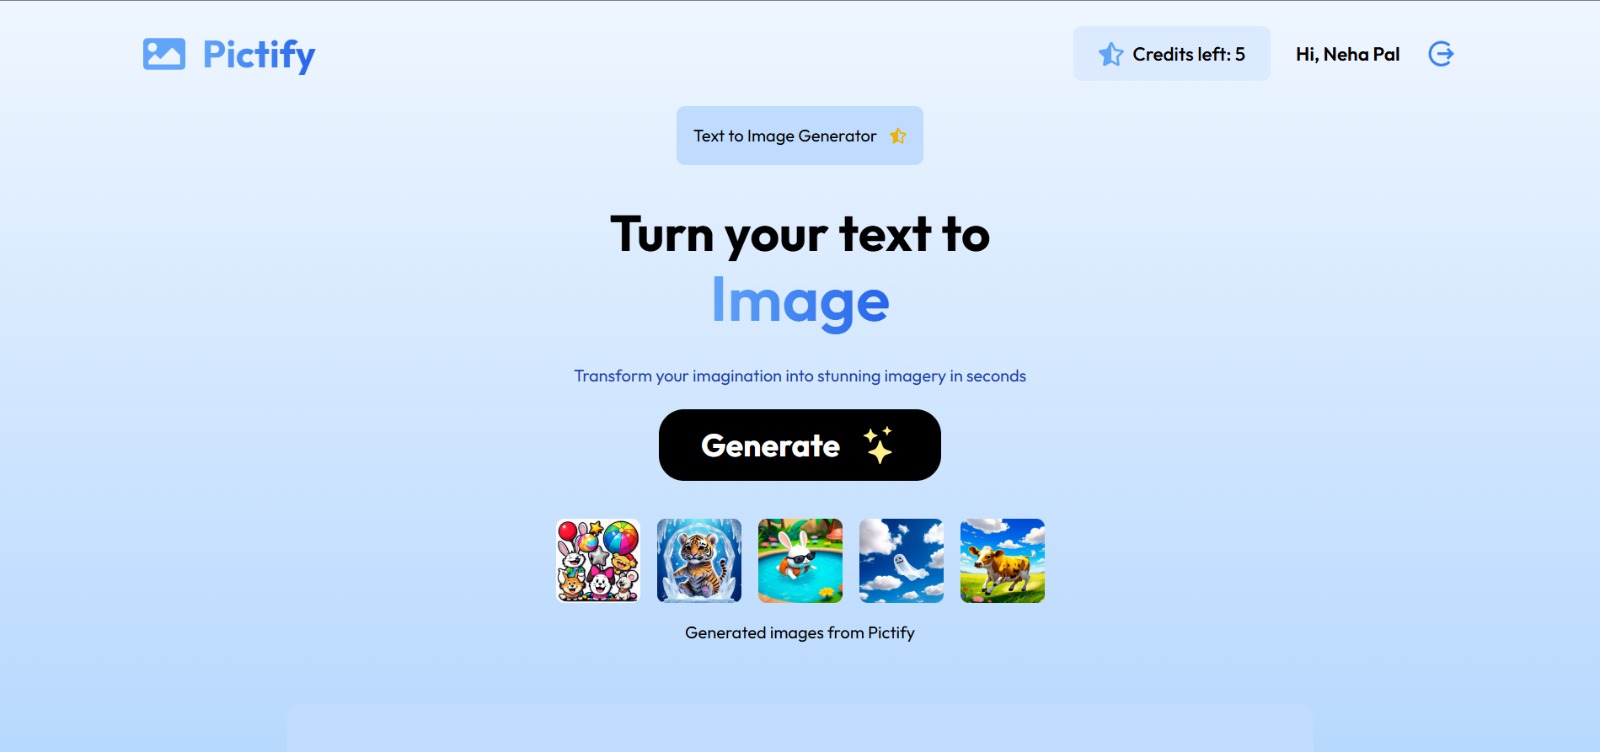 Pictify
Credits left: 5
Hi, Neha Pal
Text to Image Generator
Turn your text to
Image
Transform your imagination into stunning imagery in seconds
Generate
Generated images from Pictify